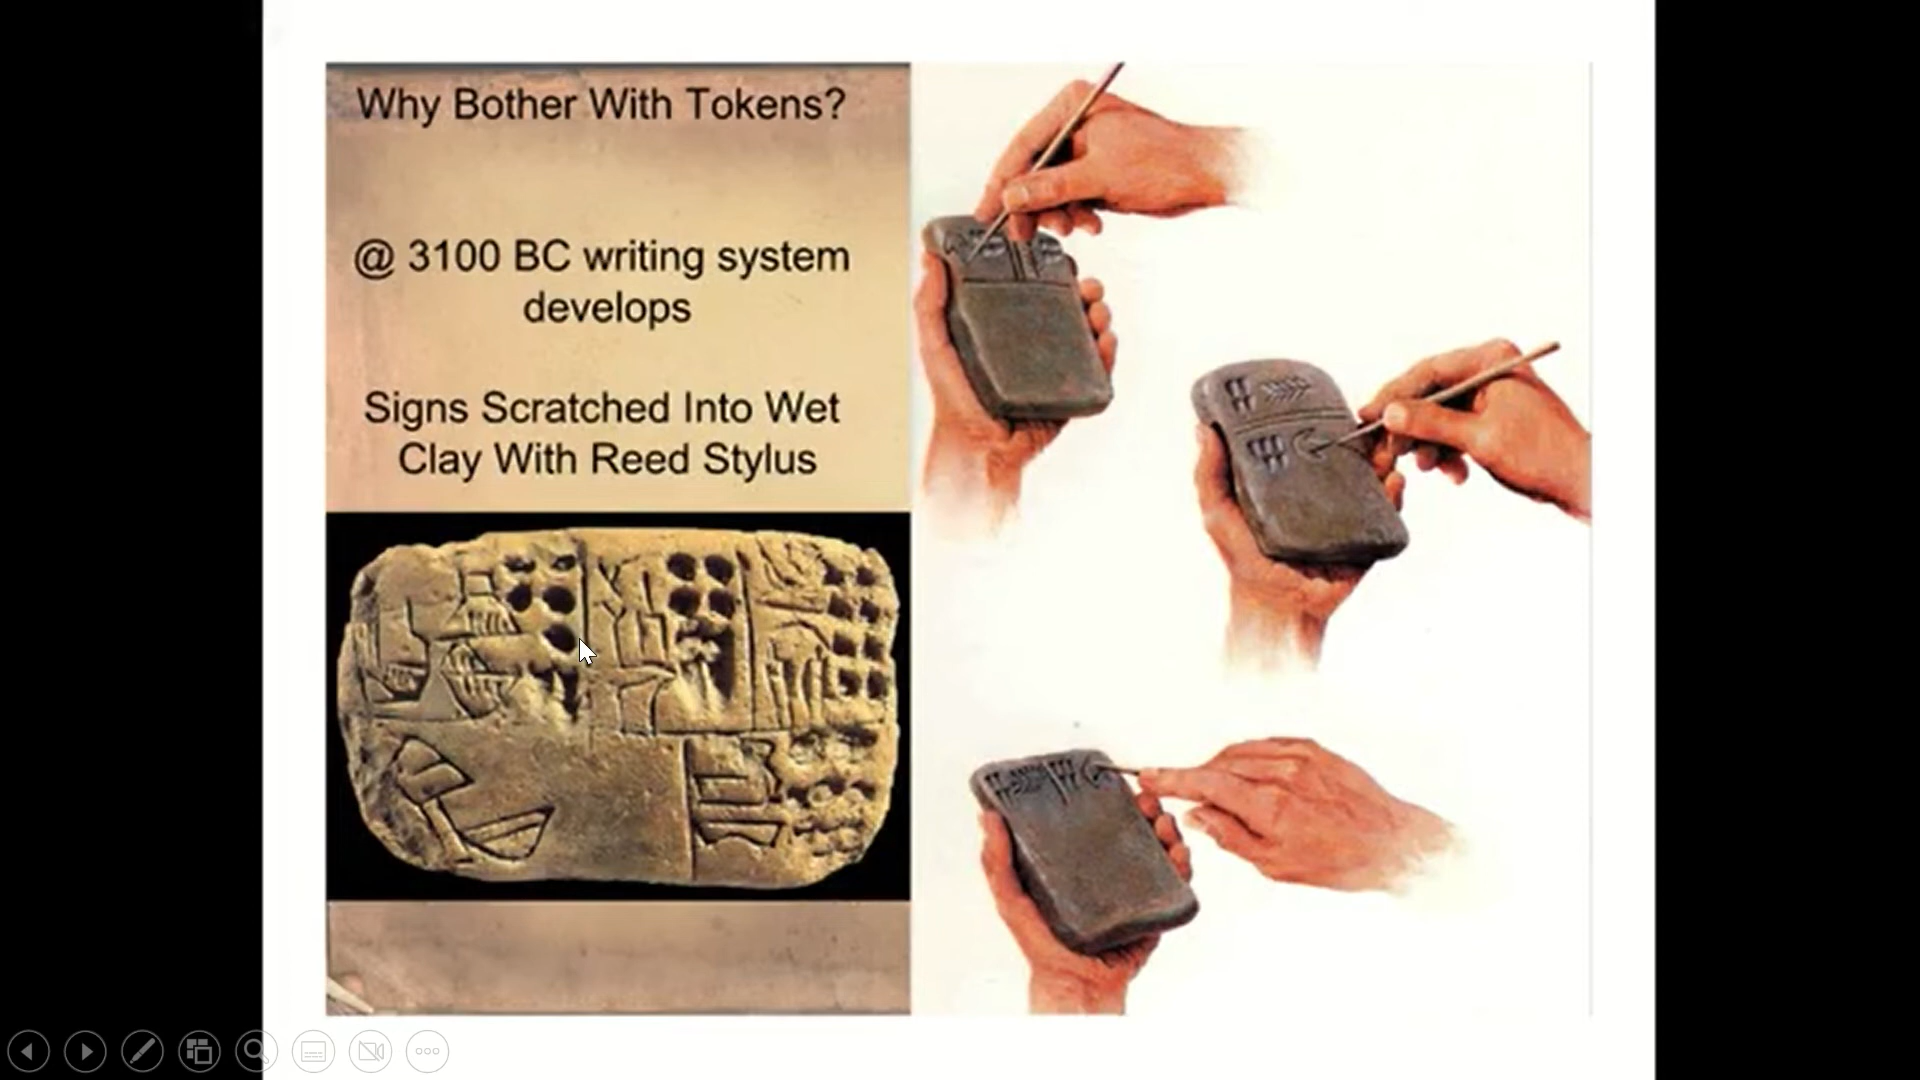 Why Bother With Tokens?
@ 3100 BC writing system
develops
Signs Scratched Into Wet
Clay With Reed Stylus